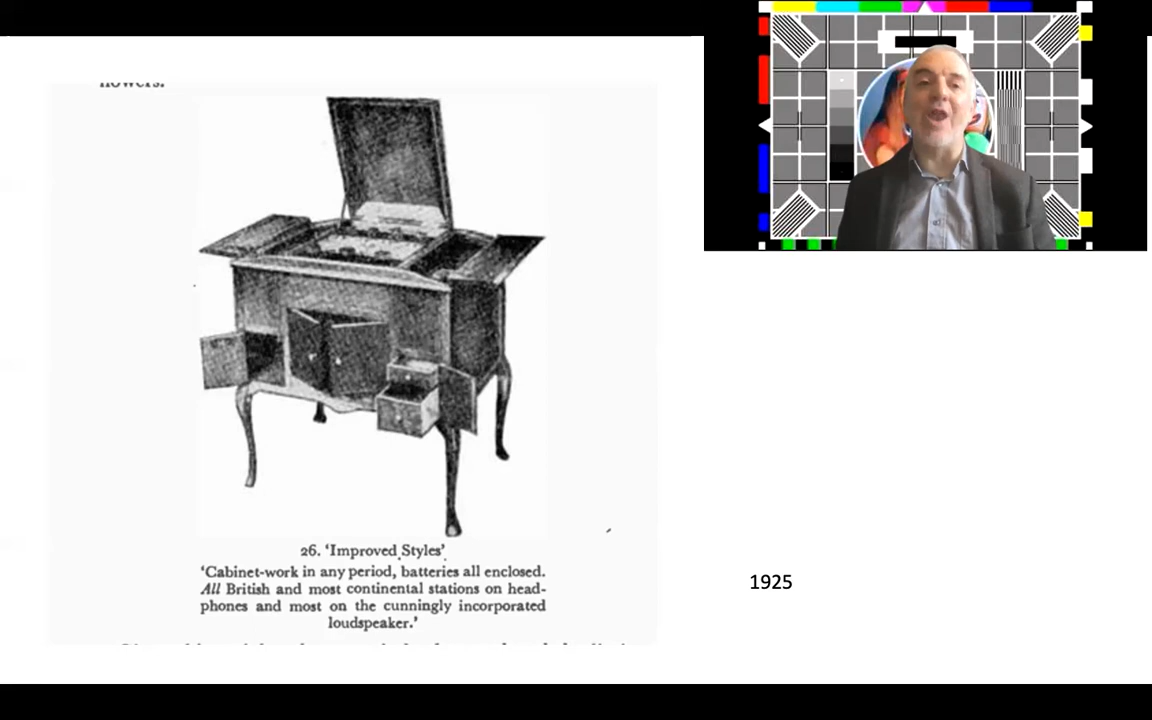 flowers.
26. 'Improved Styles'
'Cabinet-work in any period, batteries all enclosed.
All British and most continental stations on head-
phones and most on the cunningly incorporated
loudspeaker.'
1925